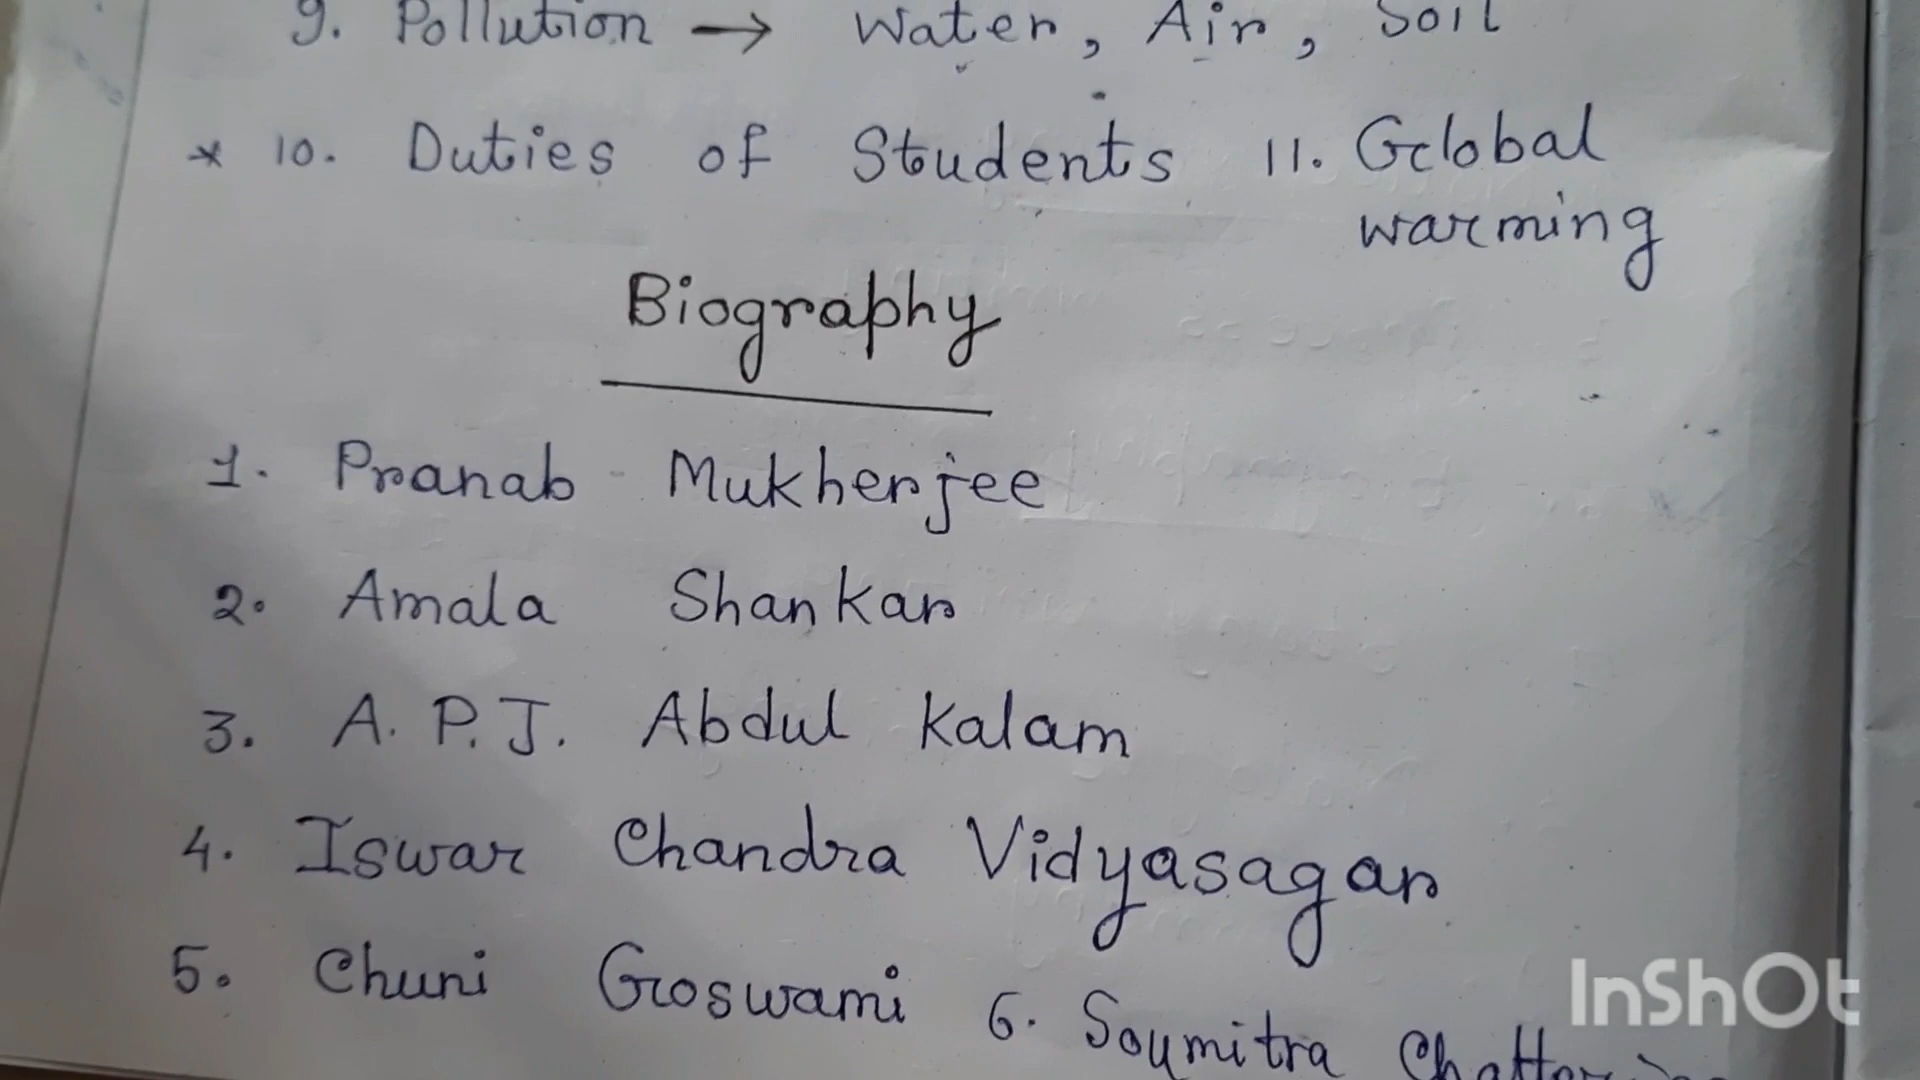 9. Pollution → Water, Air, Soil
* 10. Duties of Students 11. Global
warming
Biography
1. Pranab - Mukherjee
2. Amala Shankar
3. A. P. J. Abdul Kalam
4. Iswar Chandra Vidyasagar
5. Chuni Goswami 6. Soumitra
InShOt